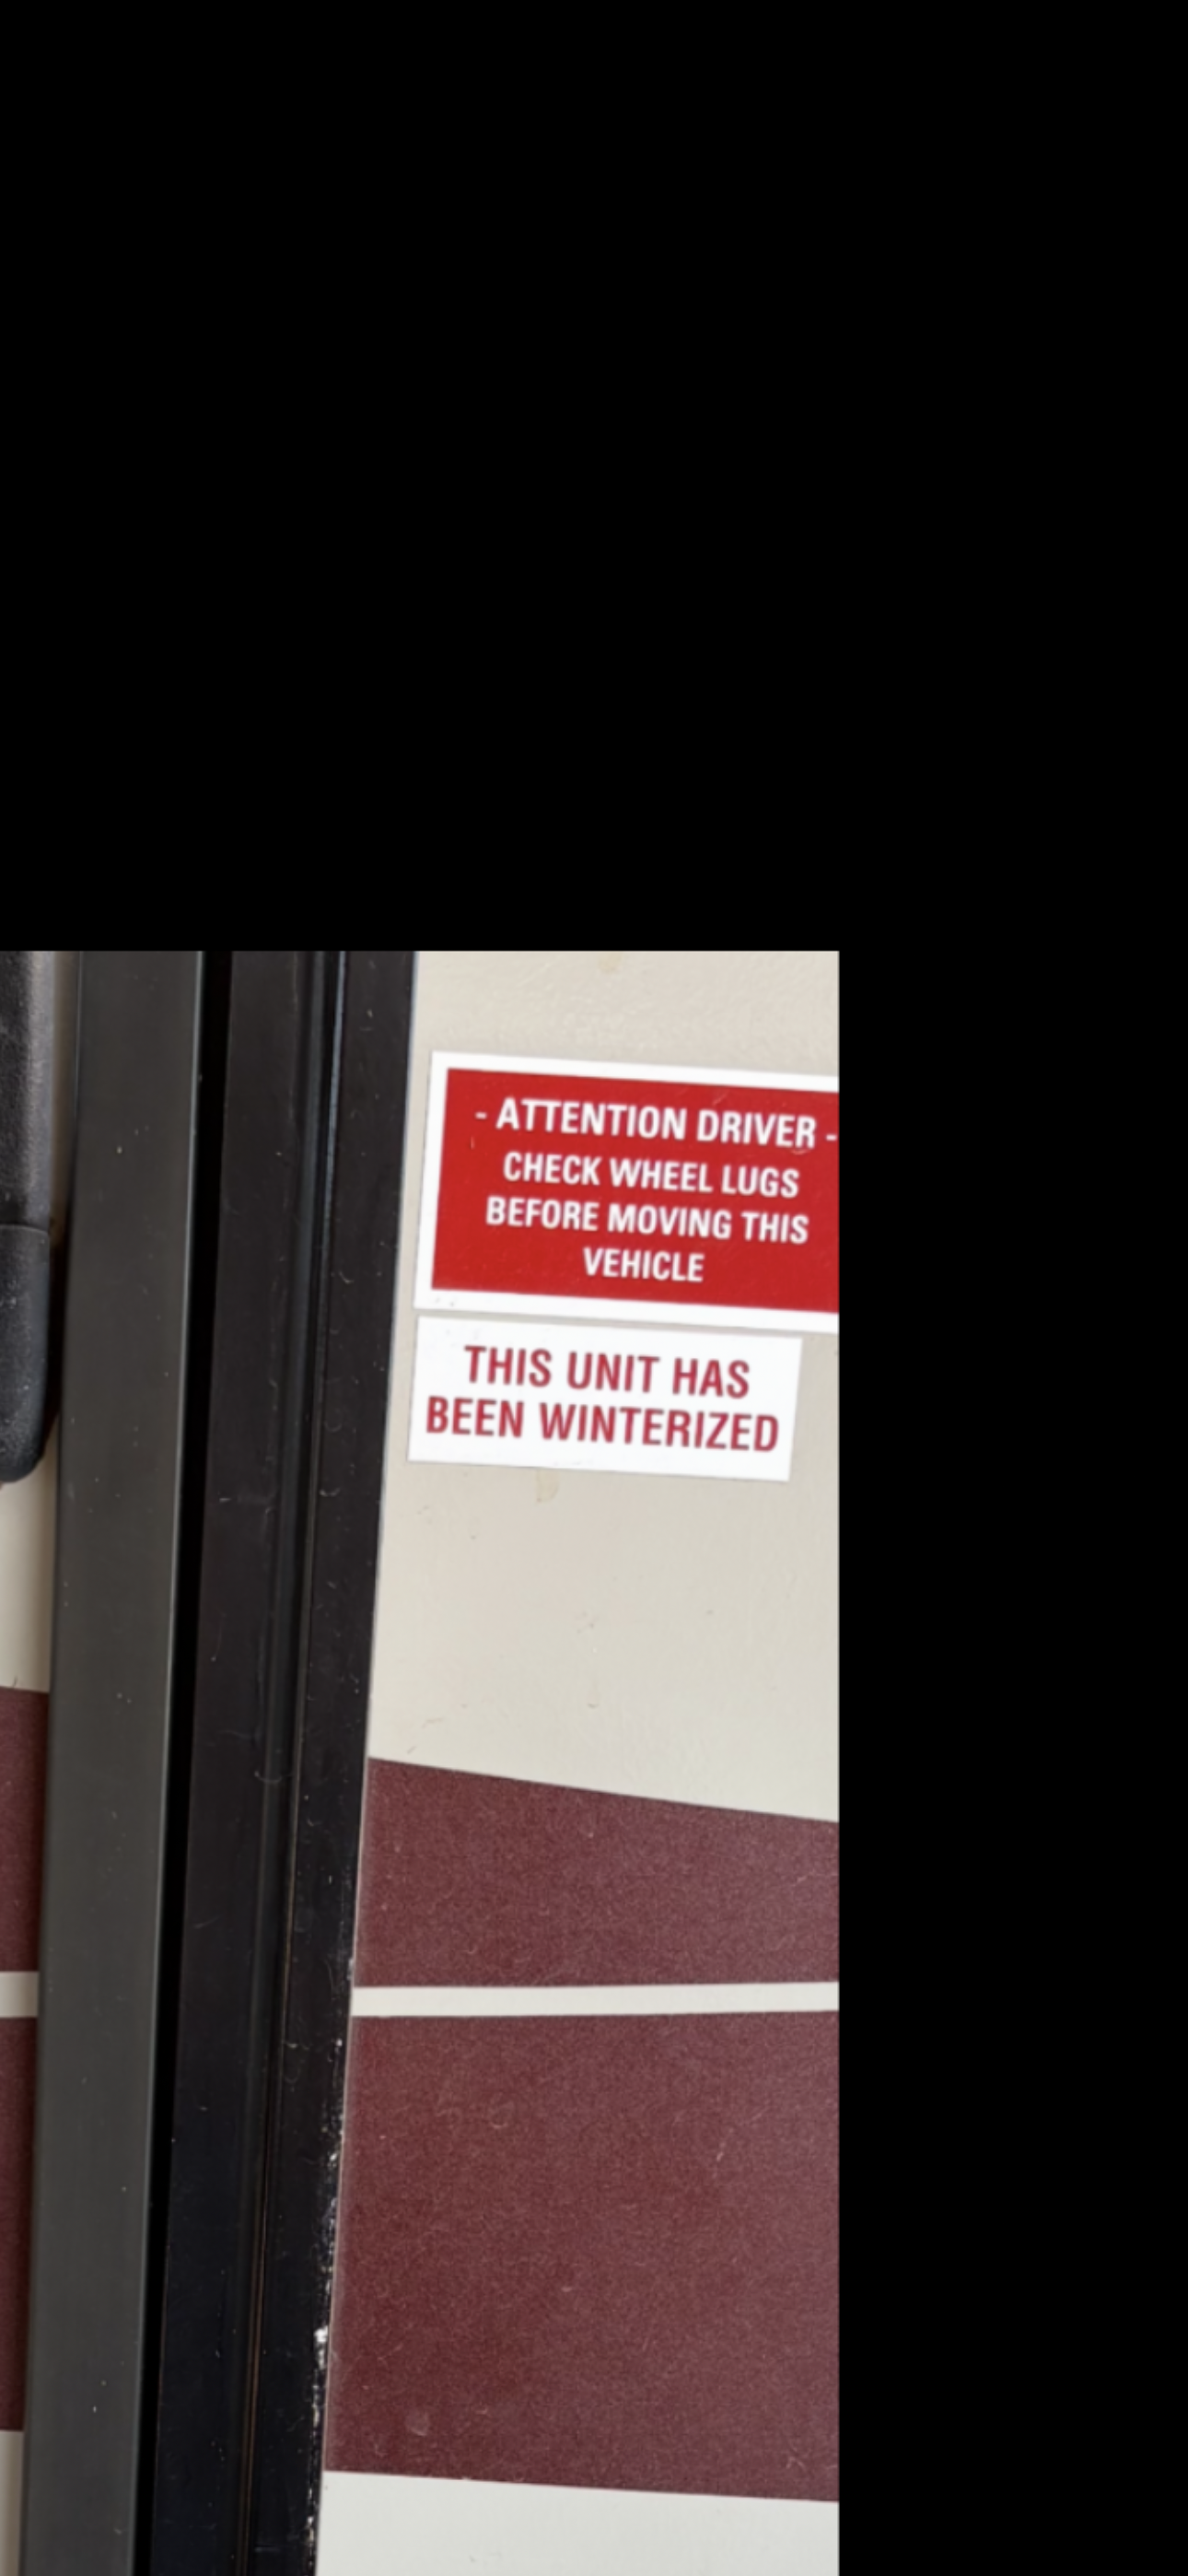 - ATTENTION DRIVER -
CHECK WHEEL LUGS
BEFORE MOVING THIS
VEHICLE
THIS UNIT HAS
BEEN WINTERIZED